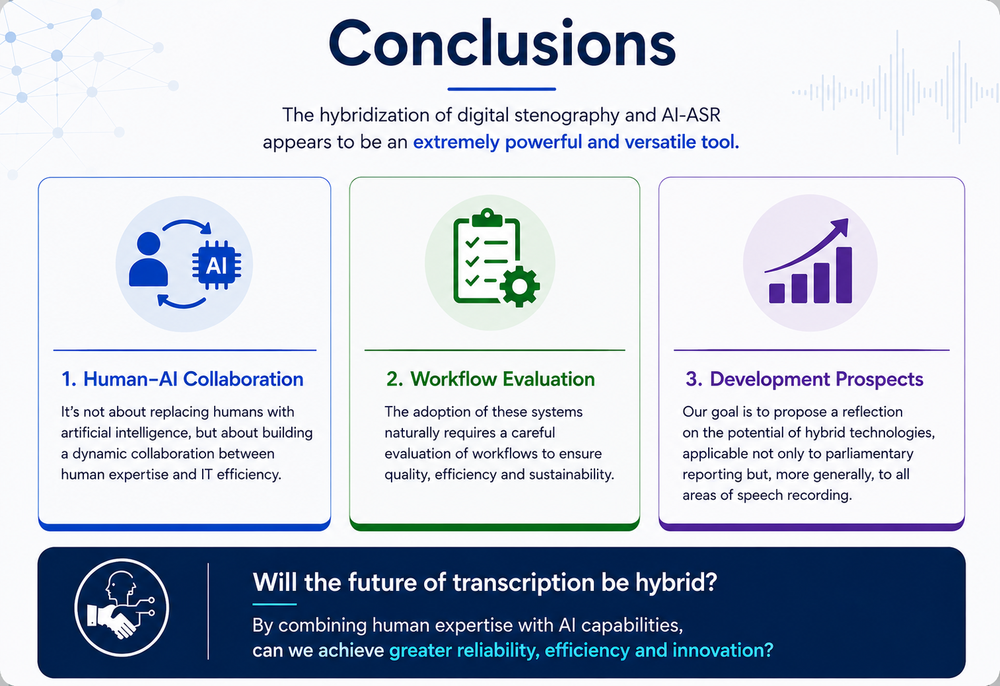 Conclusions
The hybridization of digital stenography and AI-ASR
appears to be an extremely powerful and versatile tool.
AI
1. Human–AI Collaboration
It’s not about replacing humans with
artificial intelligence, but about building
a dynamic collaboration between
human expertise and IT efficiency.
2. Workflow Evaluation
The adoption of these systems
naturally requires a careful
evaluation of workflows to ensure
quality, efficiency and sustainability.
3. Development Prospects
Our goal is to propose a reflection
on the potential of hybrid technologies,
applicable not only to parliamentary
reporting but, more generally, to all
areas of speech recording.
Will the future of transcription be hybrid?
By combining human expertise with AI capabilities,
can we achieve greater reliability, efficiency and innovation?